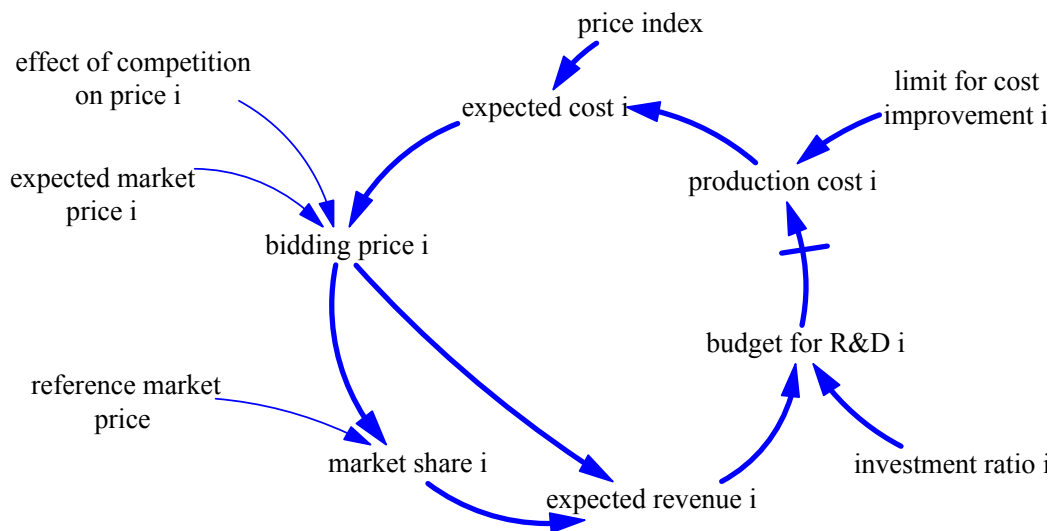 price index
effect of competition
on price i
limit for cost
improvement i
expected cost i
expected market
price i
production cost i
bidding price i
budget for R&D i
reference market
price
market share i
investment ratio i
expected revenue i